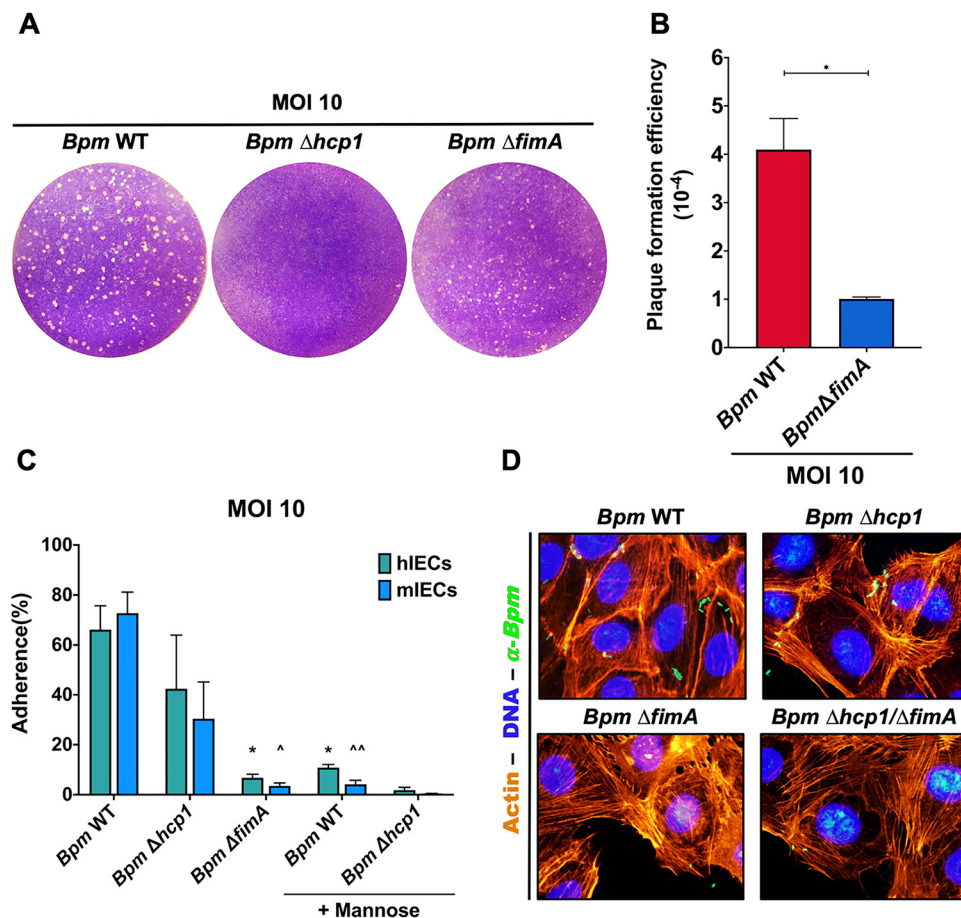 A
MOI 10
Bpm WT
Bpm Δhcp1
Bpm ΔfimA
B
Plaque formation efficiency
(10-4)
6
5
4
3
2
1
0
*
Bpm WT
BpmΔfimA
MOI 10
C
MOI 10
Adherence(%)
100
80
60
40
20
0
hIECs
mIECs
* ^ * ^^
Bpm WT
Bpm Δhcp1
Bpm ΔfimA
Bpm WT
Bpm Δhcp1
+ Mannose
D
Actin – DNA – α-Bpm
Bpm WT
Bpm Δhcp1
Bpm ΔfimA
Bpm Δhcp1/ΔfimA